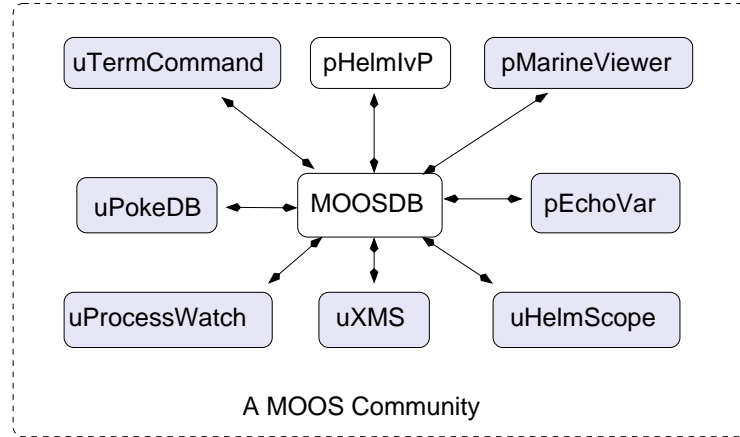 uTermCommand
pHelmIvP
pMarineViewer
uPokeDB
MOOSDB
pEchoVar
uProcessWatch
uXMS
uHelmScope
A MOOS Community